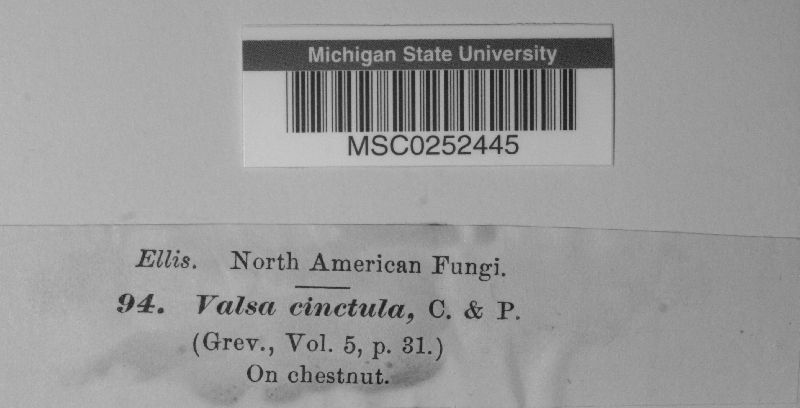 Michigan State University
MSC0252445
Ellis. North American Fungi.
94. Valsa cinctula, C. & P.
(Grev., Vol. 5, p. 31.)
On chestnut.